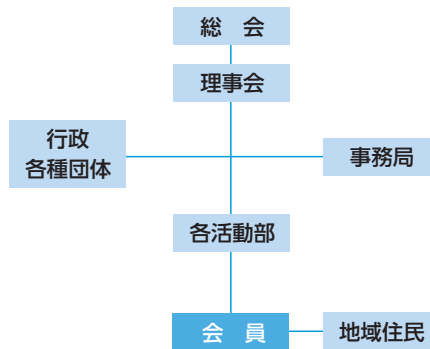 総　会
理事会
行政
各種団体
事務局
各活動部
会　員
地域住民